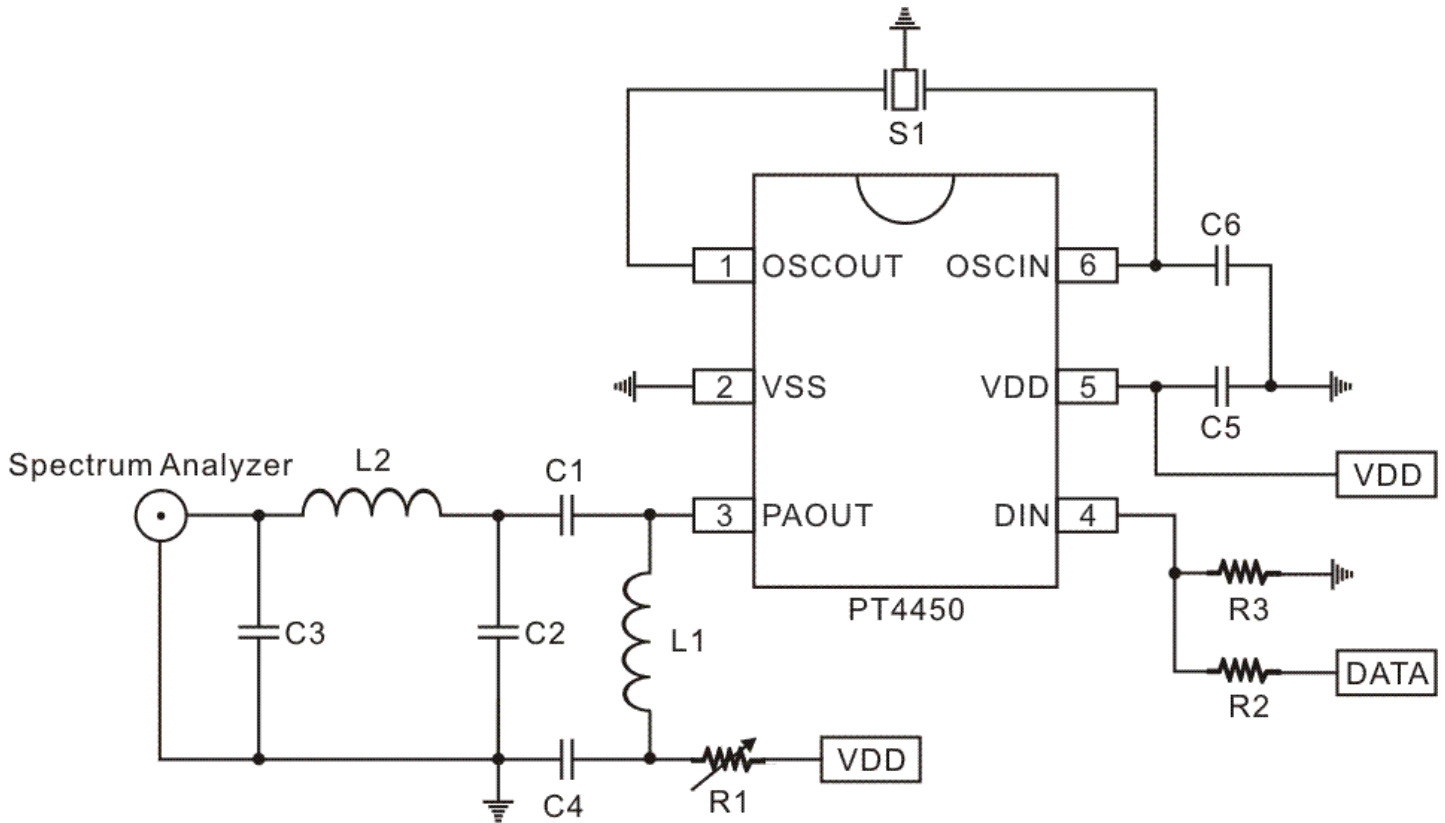 S1
C6
1 OSCOUT OSCIN 6
2 VSS VDD 5
C5
Spectrum Analyzer L2 C1
VDD
3 PAOUT DIN 4
PT4450
R3
C3 C2 L1
DATA
R2
VDD
C4 R1